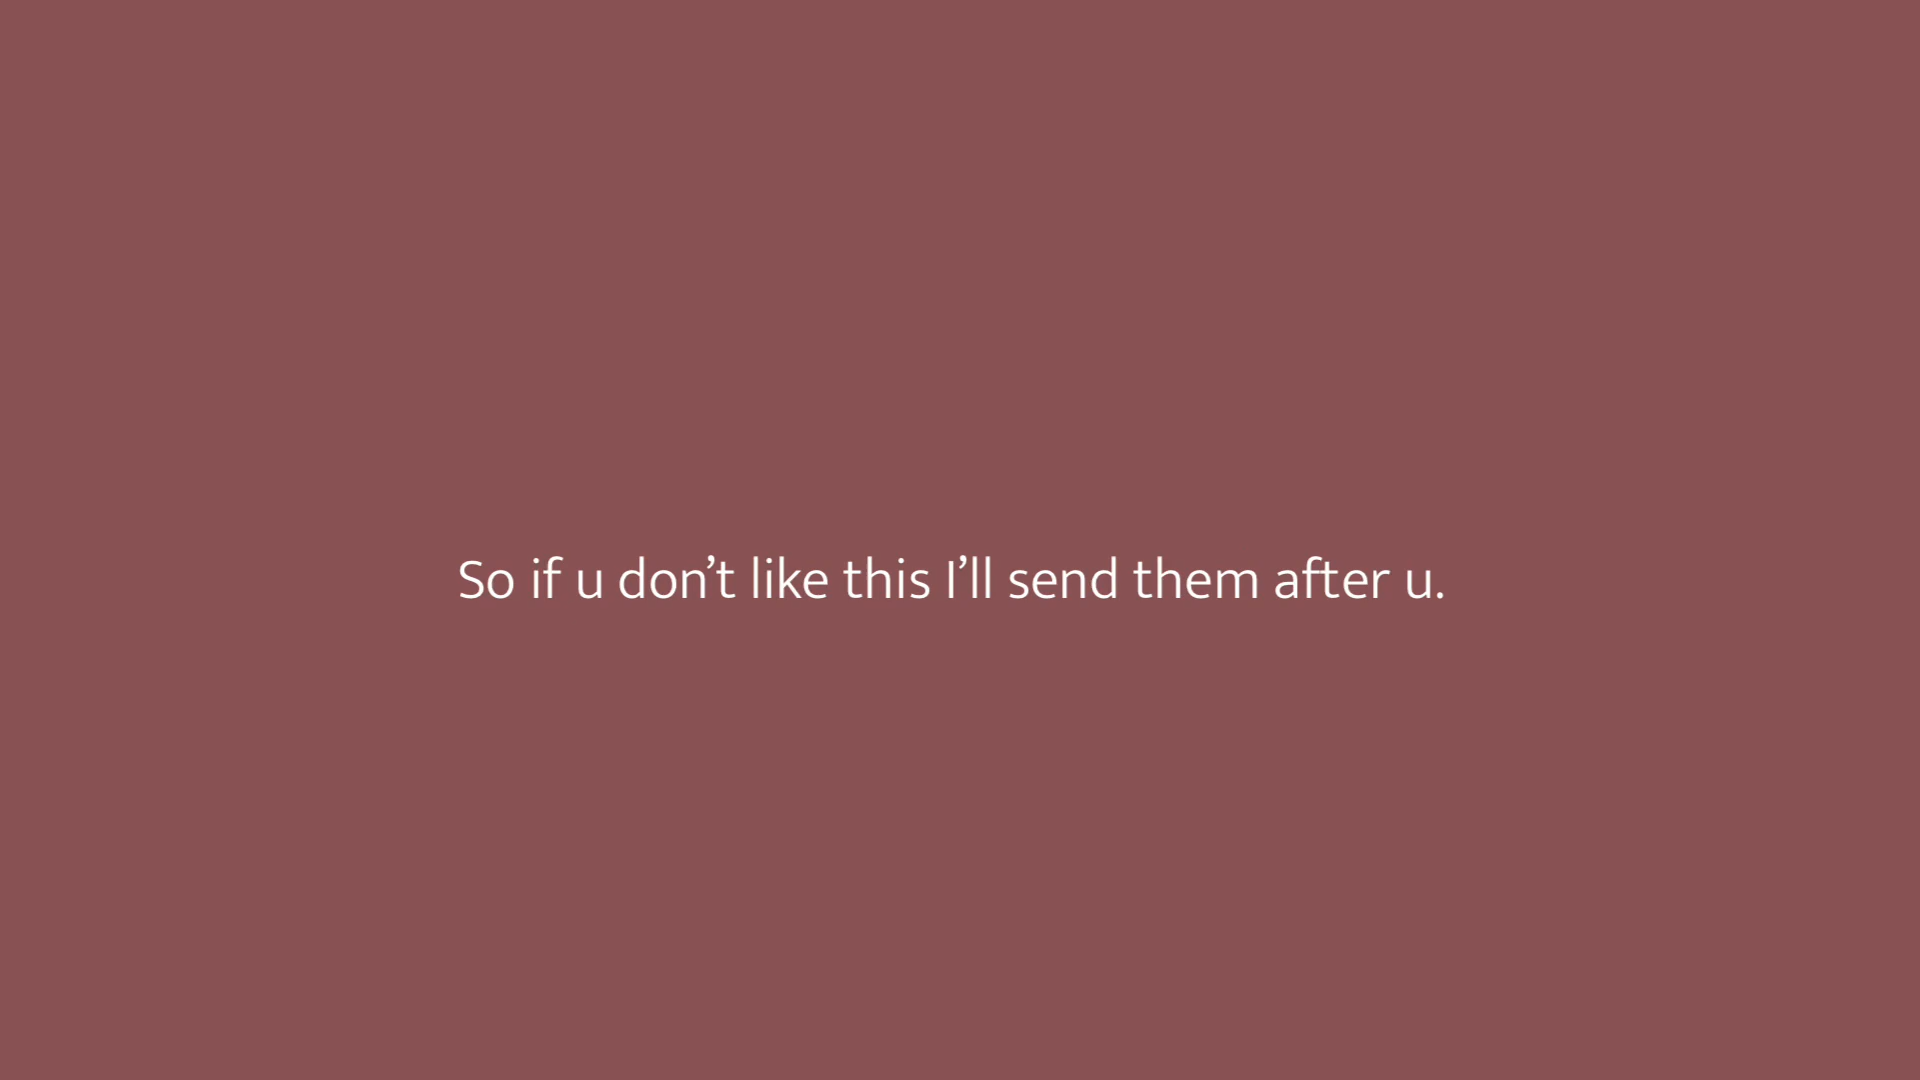 So if u don’t like this I’ll send them after u.